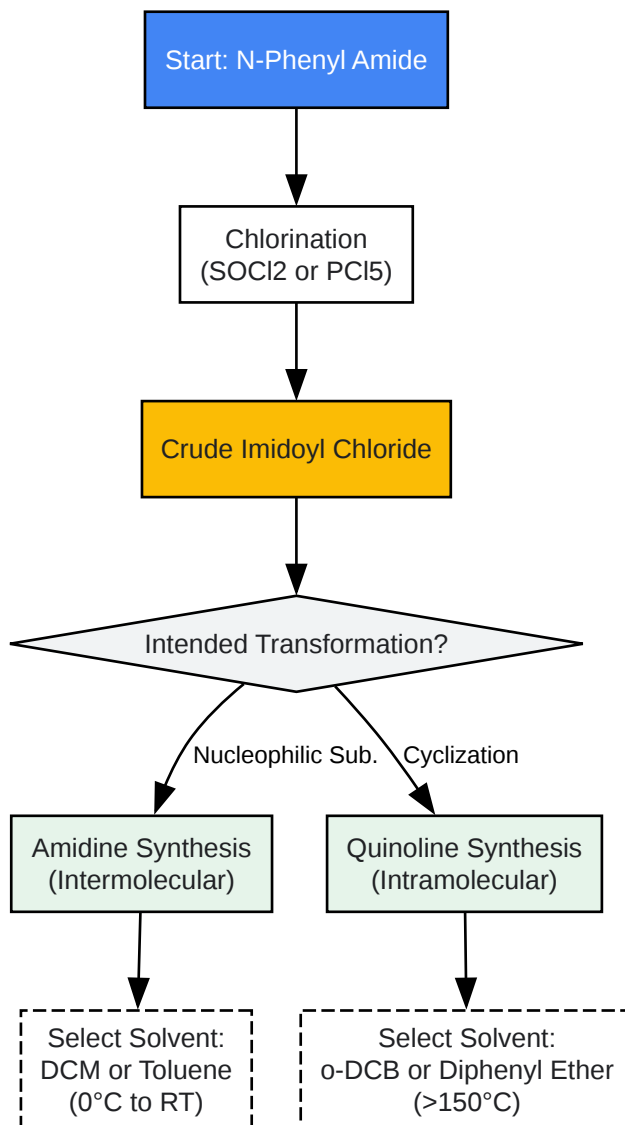 Start: N-Phenyl Amide
Chlorination
(SOCl2 or PCl5)
Crude Imidoyl Chloride
Intended Transformation?
Nucleophilic Sub.
Cyclization
Amidine Synthesis
(Intermolecular)
Quinoline Synthesis
(Intramolecular)
Select Solvent:
DCM or Toluene
(0°C to RT)
Select Solvent:
o-DCB or Diphenyl Ether
(>150°C)